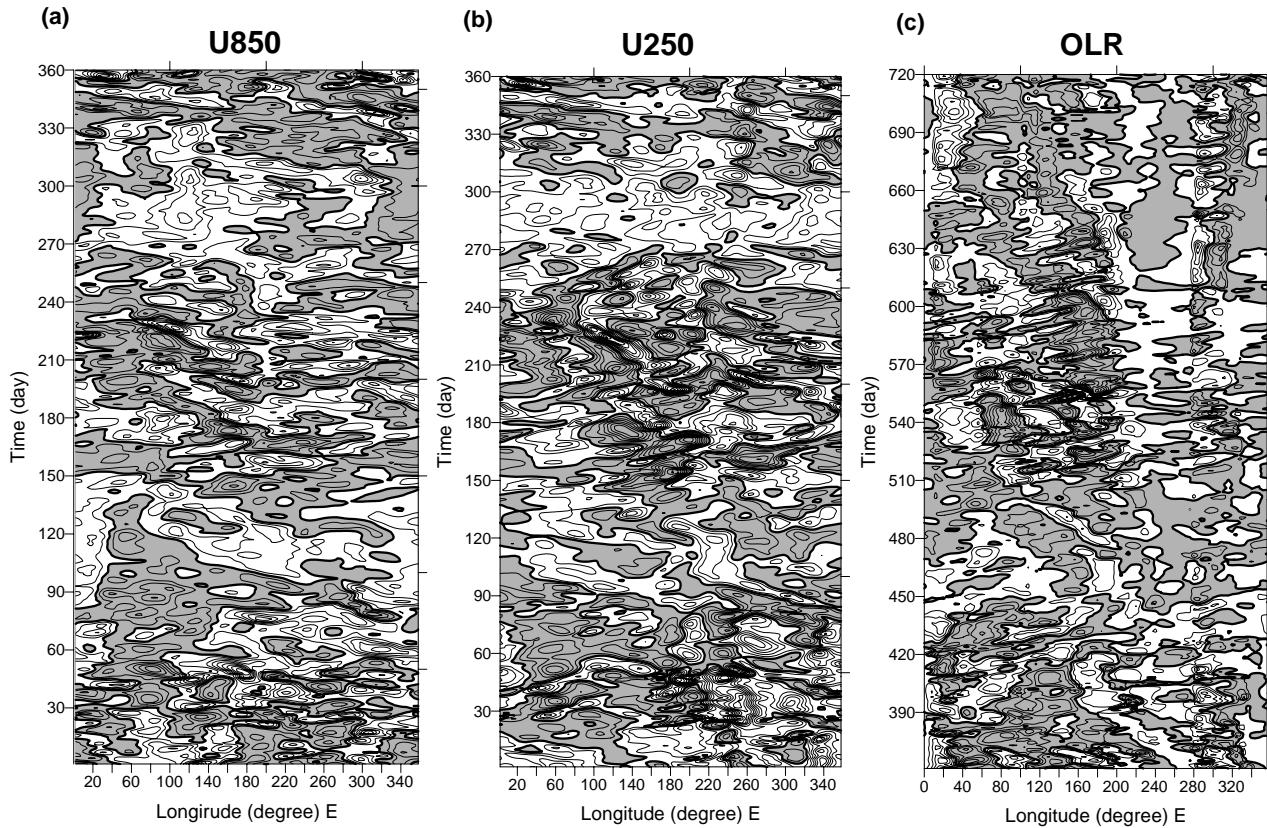 (a)
U850
360
330
300
270
240
210
180
150
120
90
60
30
Time (day)
20 60 100 140 180 220 260 300 340
Longirude (degree) E
(b)
U250
360
330
300
270
240
210
180
150
120
90
60
30
Time (day)
20 60 100 140 180 220 260 300 340
Longitude (degree) E
(c)
OLR
720
690
660
630
600
570
540
510
480
450
420
390
Time (day)
0 40 80 120 160 200 240 280 320
Longitude (degree) E